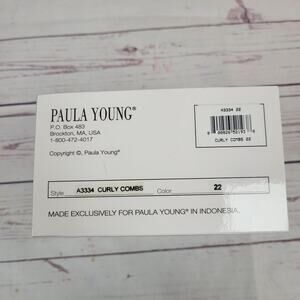 PAULA YOUNG®
P.O. Box 483
Brockton, MA, USA
1-800-472-4017
Copyright ©, Paula Young®
A3334 22
CURLY COMBS 22
Style A3334 CURLY COMBS Color 22
MADE EXCLUSIVELY FOR PAULA YOUNG® IN INDONESIA.